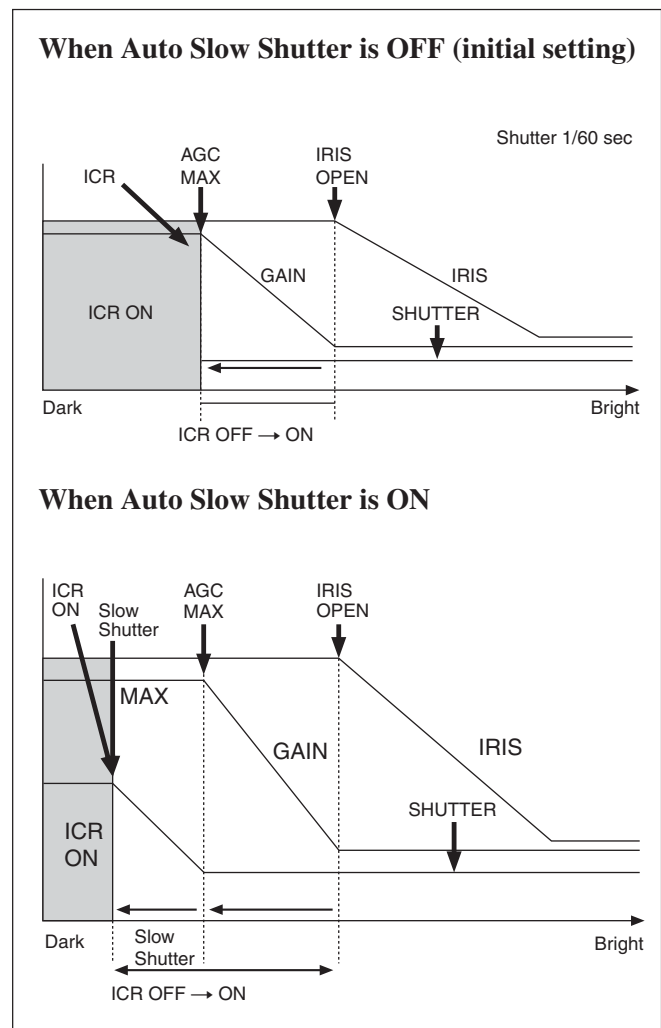 When Auto Slow Shutter is OFF (initial setting)
Shutter 1/60 sec
ICR
AGC
MAX
IRIS
OPEN
GAIN
IRIS
ICR ON
SHUTTER
Dark
Bright
ICR OFF → ON
When Auto Slow Shutter is ON
ICR
ON
Slow
Shutter
AGC
MAX
IRIS
OPEN
MAX
GAIN
IRIS
SHUTTER
ICR
ON
Dark
Slow
Shutter
Bright
ICR OFF → ON